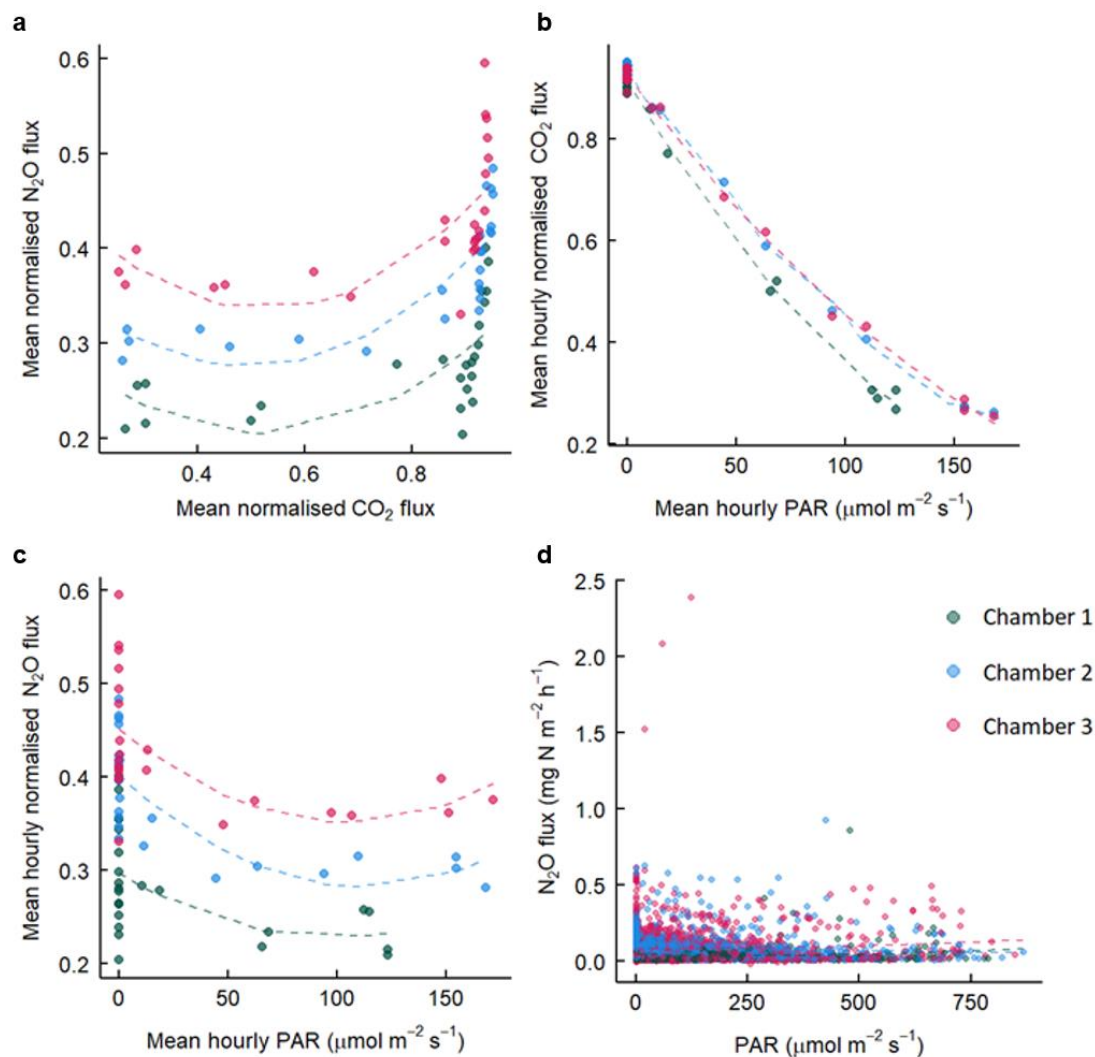 a
0.6
0.5
0.4
0.3
0.2
0.4
0.6
0.8
Mean normalised N₂O flux
Mean normalised CO₂ flux
b
0.8
0.6
0.4
0.2
0
50
100
150
Mean hourly normalised CO₂ flux
Mean hourly PAR (μmol m⁻² s⁻¹)
c
0.6
0.5
0.4
0.3
0.2
0
50
100
150
Mean hourly normalised N₂O flux
Mean hourly PAR (μmol m⁻² s⁻¹)
d
2.5
2.0
1.5
1.0
0.5
0.0
0
250
500
750
N₂O flux (mg N m⁻² h⁻¹)
PAR (μmol m⁻² s⁻¹)
Chamber 1
Chamber 2
Chamber 3